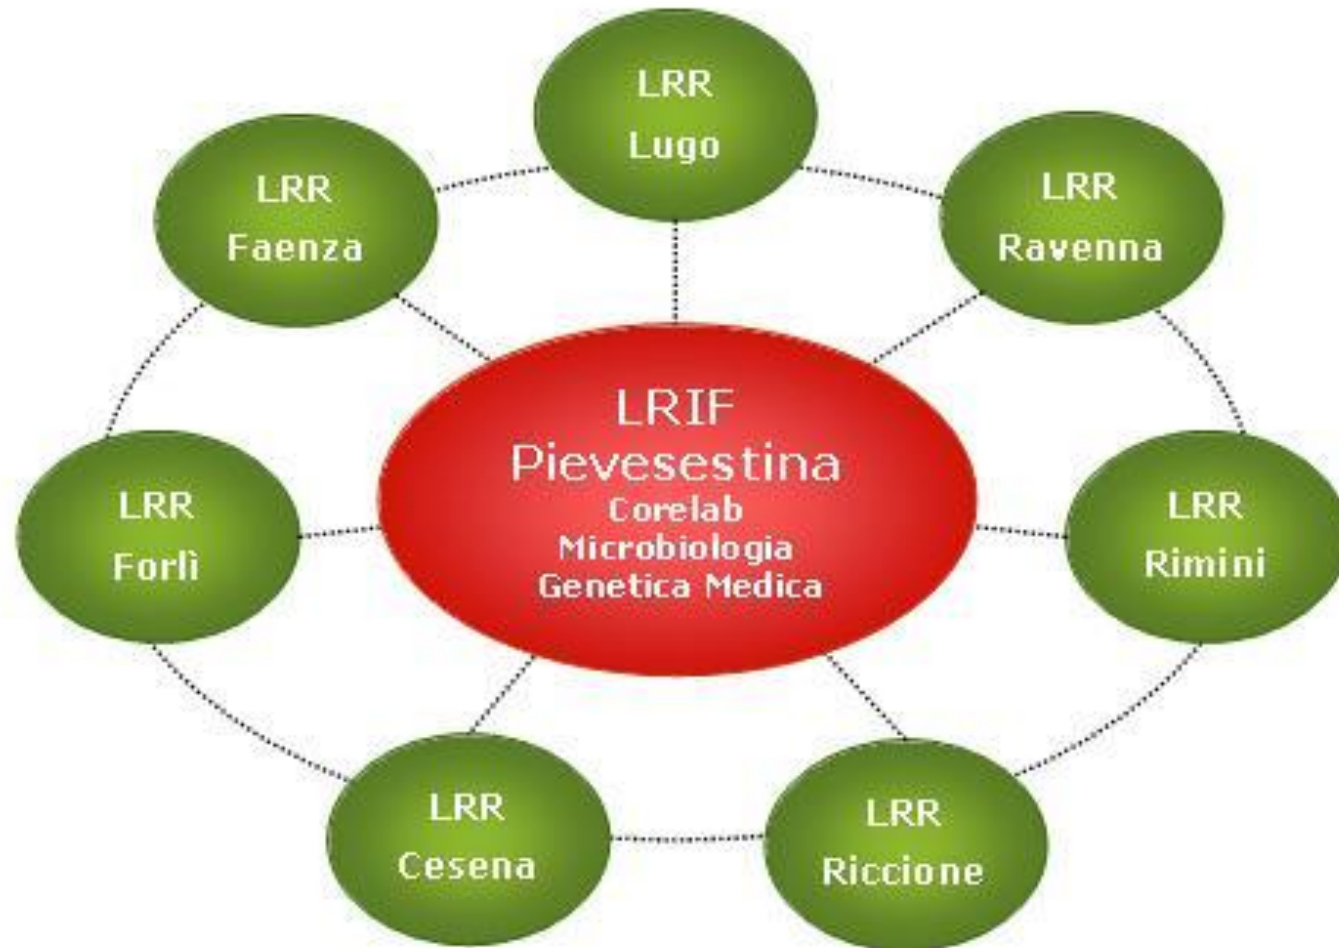 LRR
Lugo
LRR
Faenza
LRR
Ravenna
LRIF
Pievesestina
Corelab
Microbiologia
Genetica Medica
LRR
Forlì
LRR
Rimini
LRR
Cesena
LRR
Riccione